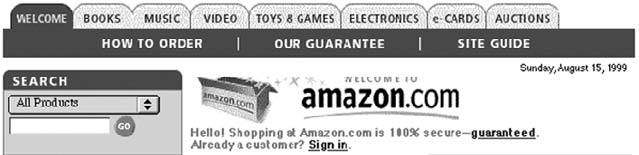 WELCOME BOOKS MUSIC VIDEO TOYS & GAMES ELECTRONICS e-CARDS AUCTIONS
HOW TO ORDER | OUR GUARANTEE | SITE GUIDE
Sunday, August 15, 1999
SEARCH
All Products
GO
WELCOME TO
amazon.com
Hello! Shopping at Amazon.com is 100% secure—guaranteed.
Already a customer? Sign in.